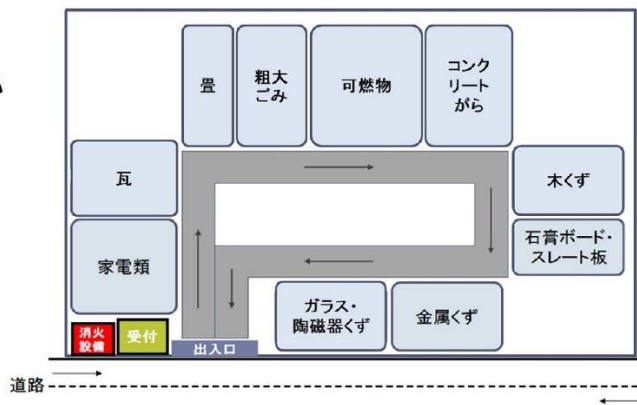 畳
粗大
ごみ
可燃物
コンク
リート
がら
瓦
木くず
家電類
石膏ボード・
スレート板
ガラス・
陶磁器くず
金属くず
消火
設備
受付
出入口
道路